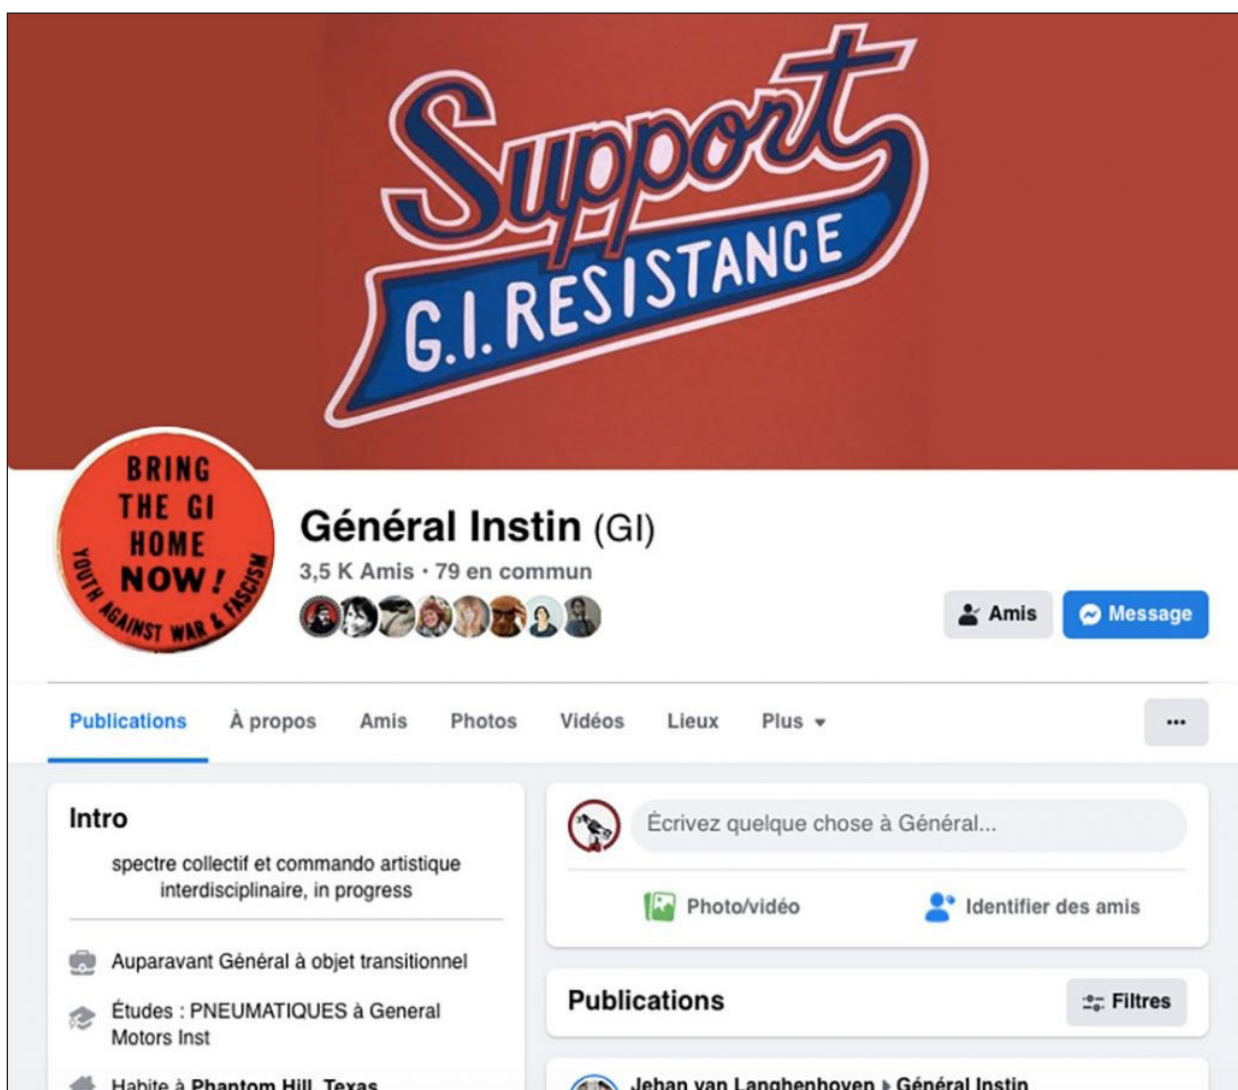 Support
G.I. RESISTANCE
BRING
THE GI
HOME
NOW!
YOUTH AGAINST WAR & FASCISM
Général Instin (GI)
3,5 K Amis · 79 en commun
Amis
Message
Publications
À propos
Amis
Photos
Vidéos
Lieux
Plus
Intro
spectre collectif et commando artistique
interdisciplinaire, in progress
Auparavant Général à objet transitionnel
Études : PNEUMATIQUES à General
Motors Inst
Habite à Phantom Hill, Texas
Écrivez quelque chose à Général...
Photo/vidéo
Identifier des amis
Publications
Filtres
Jehan van Langhenhoven ▸ Général Instin